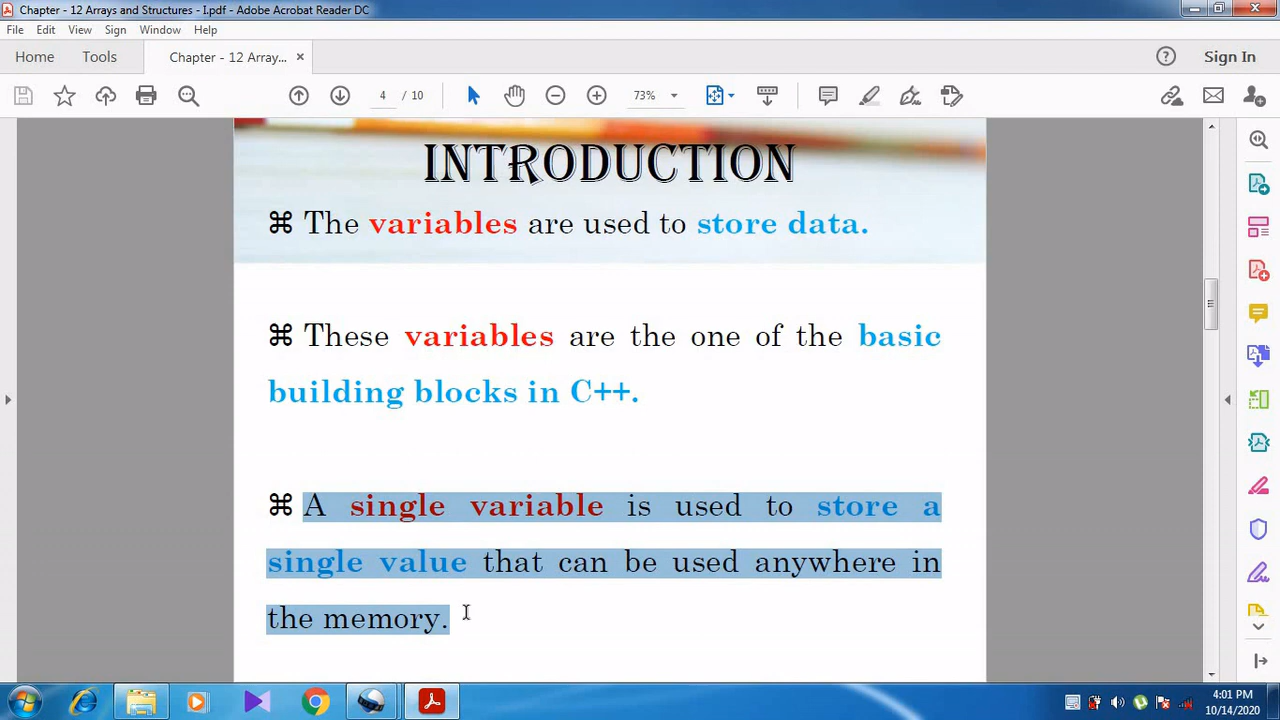 Chapter - 12 Arrays and Structures - I.pdf - Adobe Acrobat Reader DC
File Edit View Sign Window Help
Home Tools Chapter - 12 Array... × Sign In
4 / 10 73%
INTRODUCTION
⌘ The variables are used to store data.
⌘ These variables are the one of the basic
building blocks in C++.
⌘ A single variable is used to store a
single value that can be used anywhere in
the memory.
4:01 PM
10/14/2020